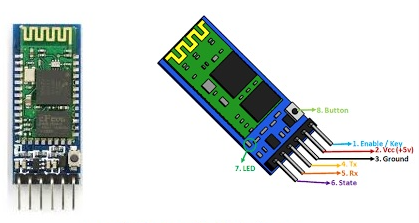 8. Button
1. Enable / Key
2. Vcc (+5v)
3. Ground
4. Tx
5. Rx
6. State
7. LED